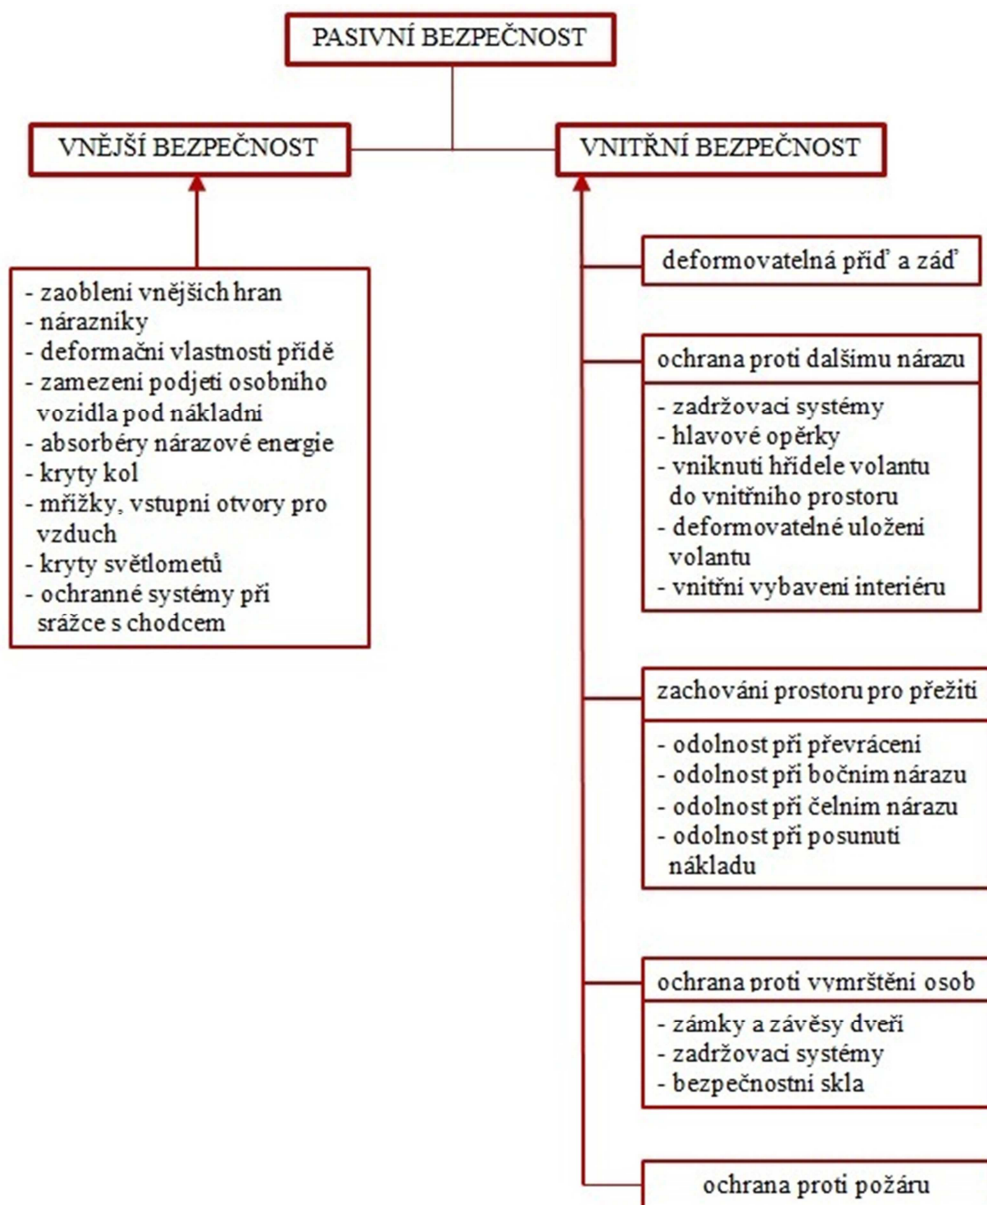 PASIVNÍ BEZPEČNOST
VNĚJŠÍ BEZPEČNOST
VNITŘNÍ BEZPEČNOST
- zaoblení vnějších hran
- nárazníky
- deformační vlastnosti přídě
- zamezení podjetí osobního
vozidla pod nákladní
- absorbéry nárazové energie
- kryty kol
- mřížky, vstupní otvory pro
vzduch
- kryty světlometů
- ochranné systémy při
srážce s chodcem
deformovatelná příď a záď
ochrana proti dalšímu nárazu
- zadržovací systémy
- hlavové opěrky
- vniknutí hřídele volantu
do vnitřního prostoru
- deformovatelné uložení
volantu
- vnitřní vybavení interiéru
zachování prostoru pro přežití
- odolnost při převrácení
- odolnost při bočním nárazu
- odolnost při čelním nárazu
- odolnost při posunutí
nákladu
ochrana proti vymrštění osob
- zámky a závěsy dveří
- zadržovací systémy
- bezpečnostní skla
ochrana proti požáru